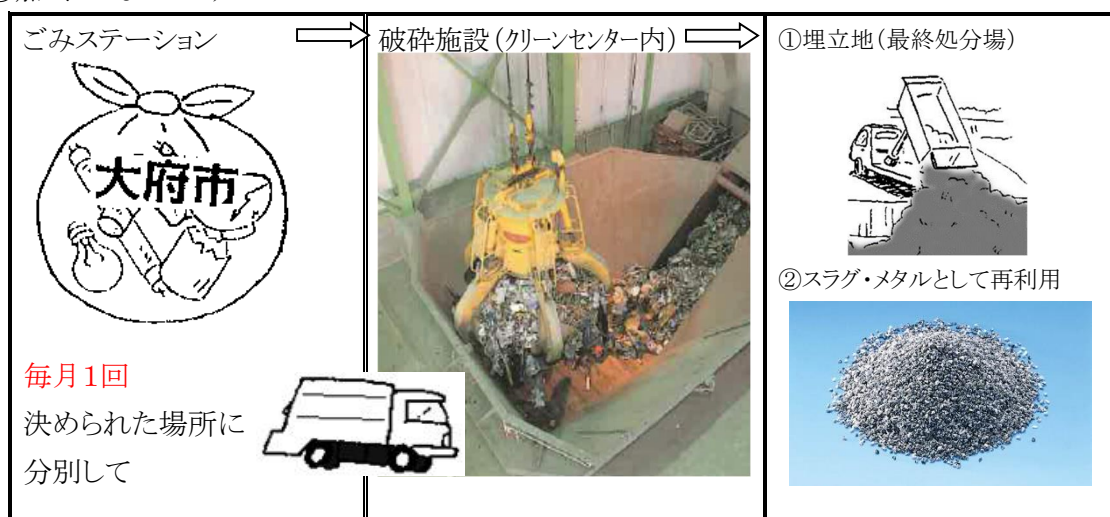 ごみステーション
大府市
毎月1回
決められた場所に
分別して
破砕施設(クリーンセンター内)
①埋立地(最終処分場)
②スラグ・メタルとして再利用